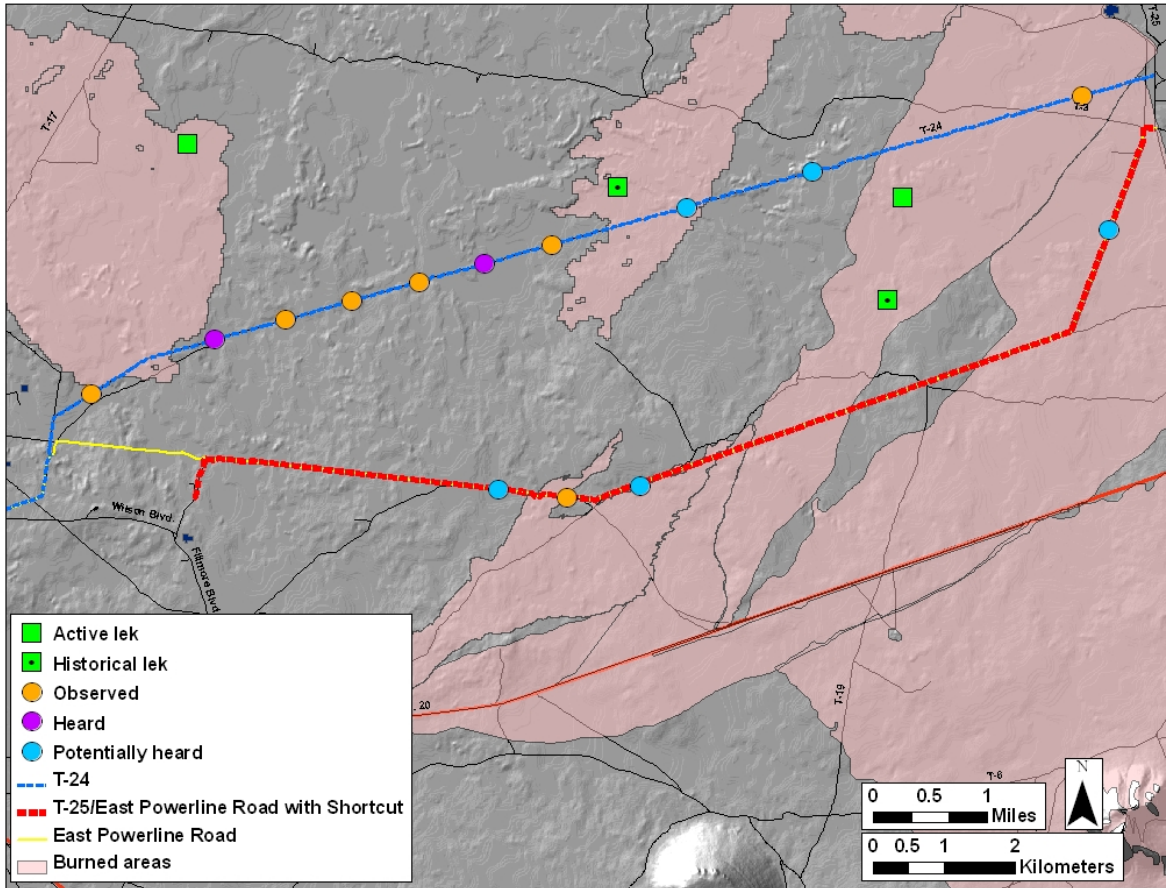 T-25
T-17
T-3
T-24
Wilson Blvd.
Fillmore Blvd
20
T-19
T-6
Active lek
Historical lek
Observed
Heard
Potentially heard
T-24
T-25/East Powerline Road with Shortcut
East Powerline Road
Burned areas
0 0.5 1
Miles
0 0.5 1 2
Kilometers
N